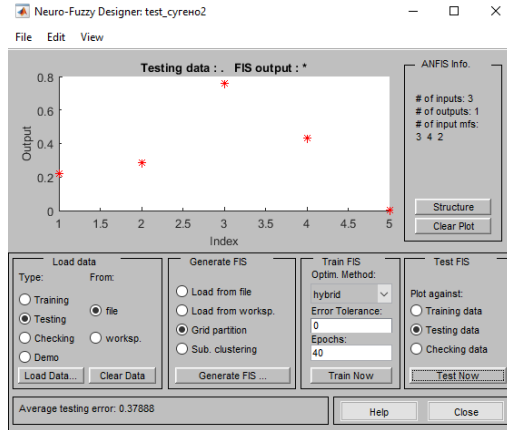 Neuro-Fuzzy Designer: test_сугено2
File Edit View
Testing data : . FIS output : *
0.8
0.6
0.4
0.2
0
Output
1 1.5 2 2.5 3 3.5 4 4.5 5
Index
ANFIS Info.
# of inputs: 3
# of outputs: 1
# of input mfs:
3 4 2
Structure
Clear Plot
Load data
Type: From:
Training
Testing
Checking
Demo
file
worksp.
Load Data...
Clear Data
Generate FIS
Load from file
Load from worksp.
Grid partition
Sub. clustering
Generate FIS ...
Train FIS
Optim. Method:
hybrid
Error Tolerance:
0
Epochs:
40
Train Now
Test FIS
Plot against:
Training data
Testing data
Checking data
Test Now
Average testing error: 0.37888
Help
Close